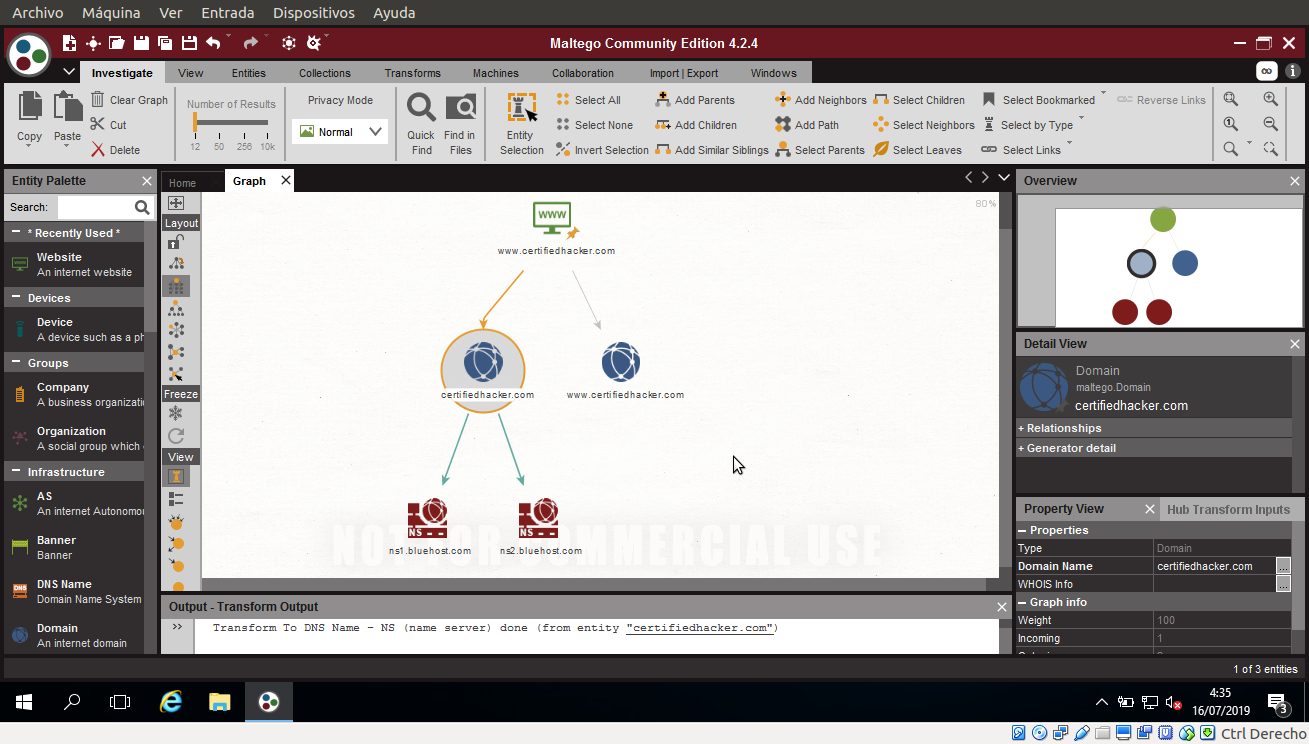 Archivo Máquina Ver Entrada Dispositivos Ayuda
Maltego Community Edition 4.2.4
Investigate View Entities Collections Transforms Machines Collaboration Import | Export Windows
Copy
Paste
Clear Graph
Cut
Delete
Number of Results
12 50 256 10k
Privacy Mode
Normal
Quick Find
Find in Files
Entity Selection
Select All
Select None
Invert Selection
Add Parents
Add Children
Add Similar Siblings
Add Neighbors
Add Path
Select Parents
Select Children
Select Neighbors
Select Leaves
Select Bookmarked
Select by Type
Select Links
Reverse Links
Entity Palette
Search:
* Recently Used *
Website
An internet website
Devices
Device
A device such as a ph
Groups
Company
A business organizati
Organization
A social group which
Infrastructure
AS
An internet Autonomo
Banner
Banner
DNS Name
Domain Name System
Domain
An internet domain
Home Graph
Layout
Freeze
View
80%
WWW
www.certifiedhacker.com
certifiedhacker.com
www.certifiedhacker.com
NS
NS
ns1.bluehost.com
ns2.bluehost.com
NOT FOR COMMERCIAL USE
Output - Transform Output
>> Transform To DNS Name - NS (name server) done (from entity "certifiedhacker.com")
Overview
Detail View
Domain
maltego.Domain
certifiedhacker.com
+ Relationships
+ Generator detail
Property View Hub Transform Inputs
Properties
Type Domain
Domain Name certifiedhacker.com ...
WHOIS Info ...
Graph info
Weight 100
Incoming 1
1 of 3 entities
4:35
16/07/2019
3
Ctrl Derecho